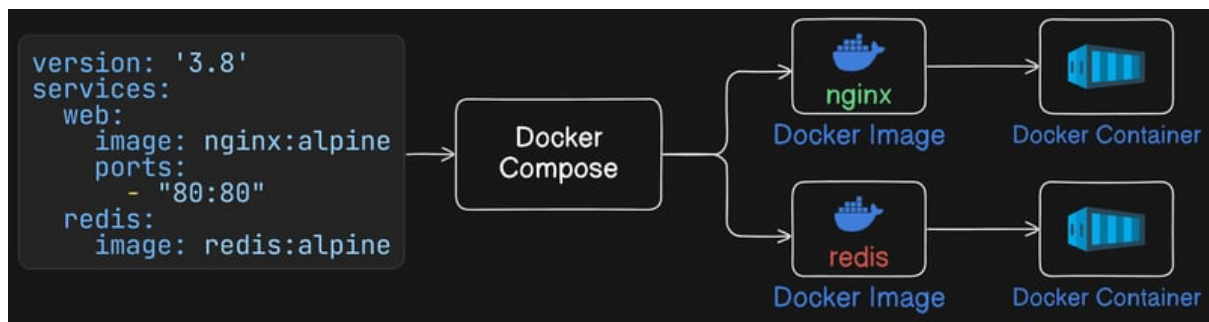 version: '3.8'
services:
  web:
    image: nginx:alpine
    ports:
      - "80:80"
  redis:
    image: redis:alpine
Docker
Compose
nginx
Docker Image
Docker Container
redis
Docker Image
Docker Container